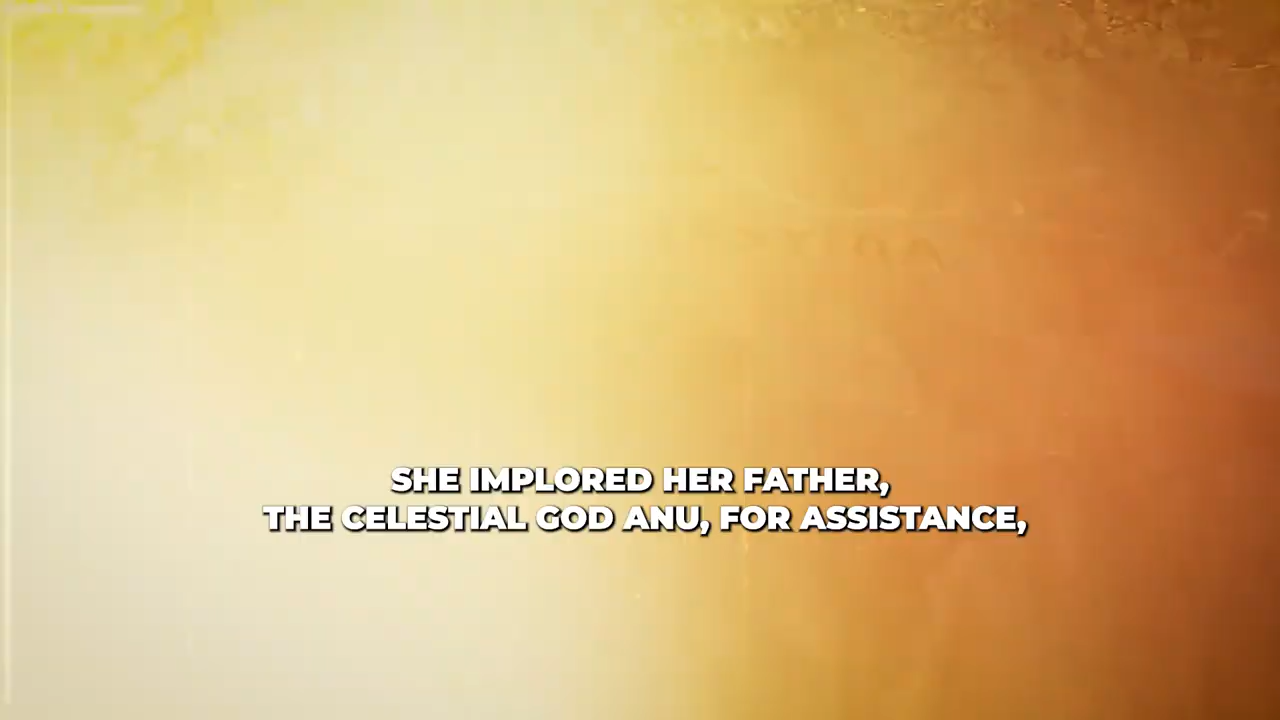 SHE IMPLORED HER FATHER,
THE CELESTIAL GOD ANU, FOR ASSISTANCE,